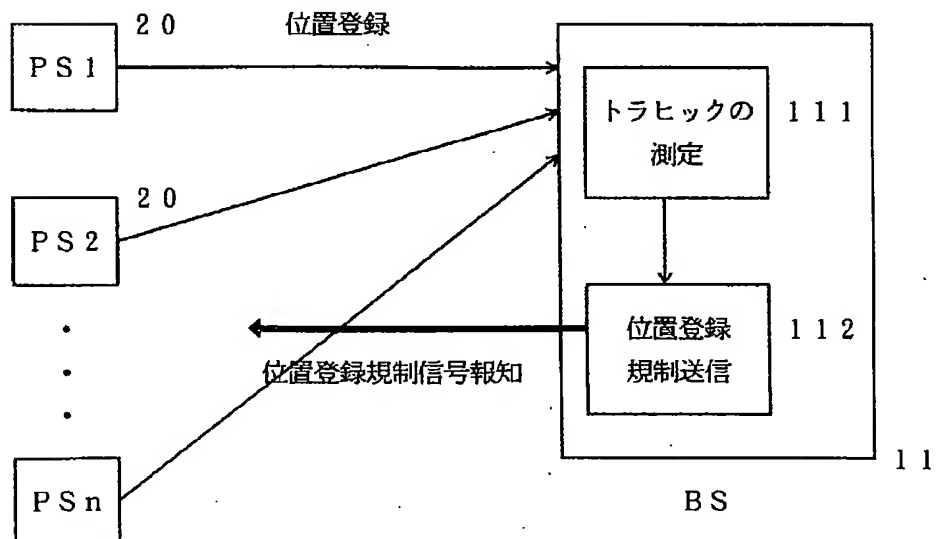 20
位置登録
PS1
トラヒックの
測定
111
20
PS2
位置登録
規制送信
112
位置登録規制信号報知
PSn
11
BS